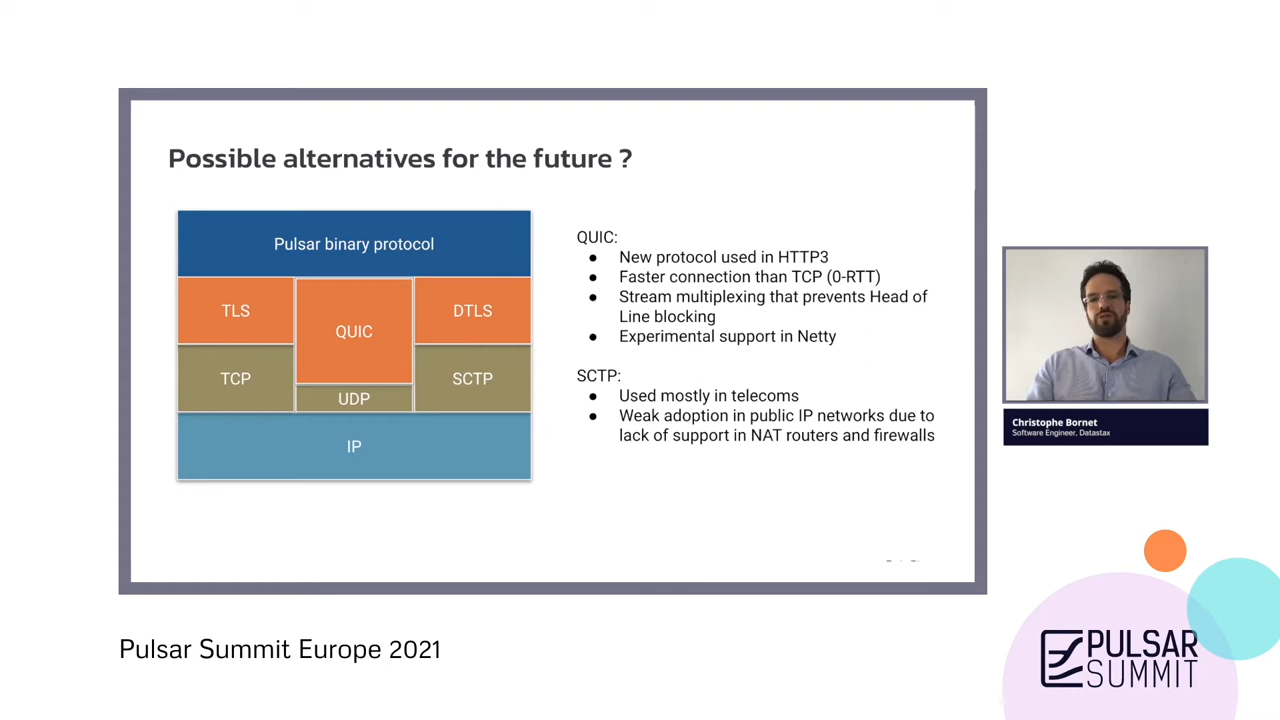 Possible alternatives for the future ?
Pulsar binary protocol
TLS
QUIC
DTLS
TCP
UDP
SCTP
IP
QUIC:
● New protocol used in HTTP3
● Faster connection than TCP (0-RTT)
● Stream multiplexing that prevents Head of
Line blocking
● Experimental support in Netty
SCTP:
● Used mostly in telecoms
● Weak adoption in public IP networks due to
lack of support in NAT routers and firewalls
Christophe Bornet
Software Engineer, Datastax
Pulsar Summit Europe 2021
PULSAR
SUMMIT